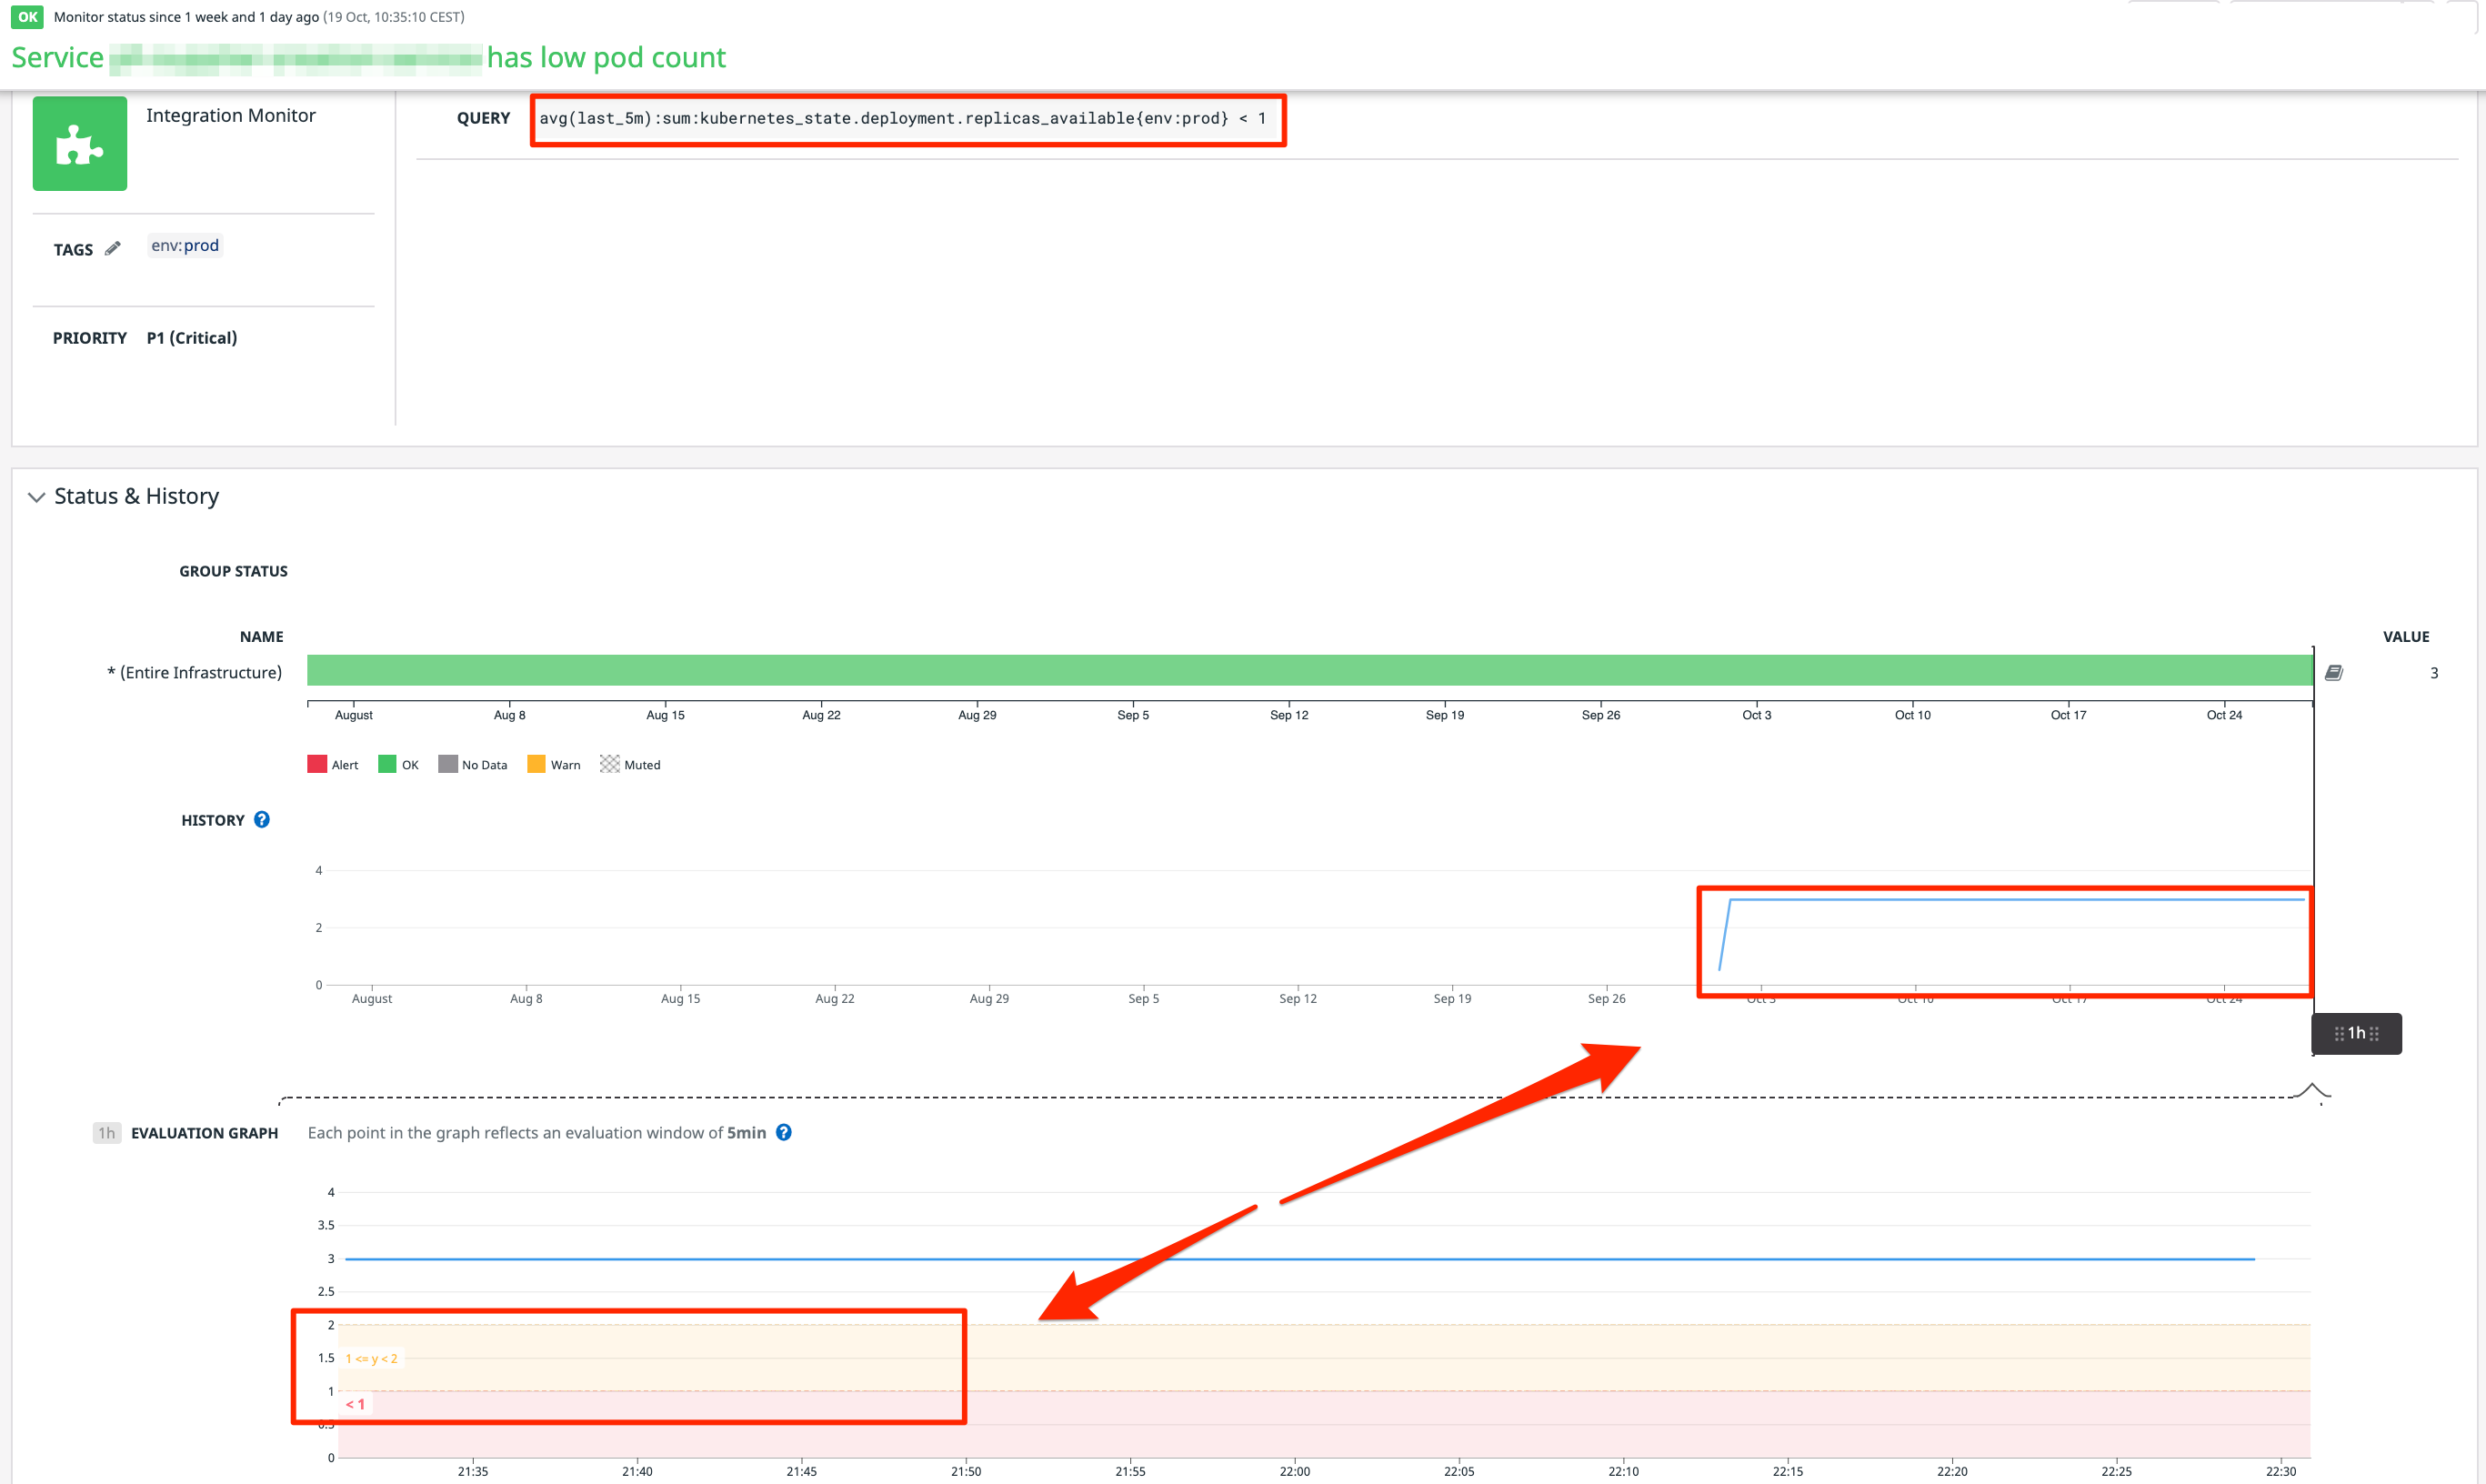 OK Monitor status since 1 week and 1 day ago (19 Oct, 10:35:10 CEST)
Service has low pod count
Integration Monitor
QUERY avg(last_5m):sum:kubernetes_state.deployment.replicas_available{env:prod} < 1
TAGS env:prod
PRIORITY P1 (Critical)
Status & History
GROUP STATUS
NAME VALUE
* (Entire Infrastructure) 3
August Aug 8 Aug 15 Aug 22 Aug 29 Sep 5 Sep 12 Sep 19 Sep 26 Oct 3 Oct 10 Oct 17 Oct 24
Alert OK No Data Warn Muted
HISTORY ?
4
2
0
August Aug 8 Aug 15 Aug 22 Aug 29 Sep 5 Sep 12 Sep 19 Sep 26 Oct 3 Oct 10 Oct 17 Oct 24
1h
1h EVALUATION GRAPH Each point in the graph reflects an evaluation window of 5min ?
4
3.5
3
2.5
2
1.5 1 <= y < 2
1
< 1
0.5
0
21:35 21:40 21:45 21:50 21:55 22:00 22:05 22:10 22:15 22:20 22:25 22:30